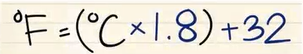 °F = (°C × 1.8) + 32